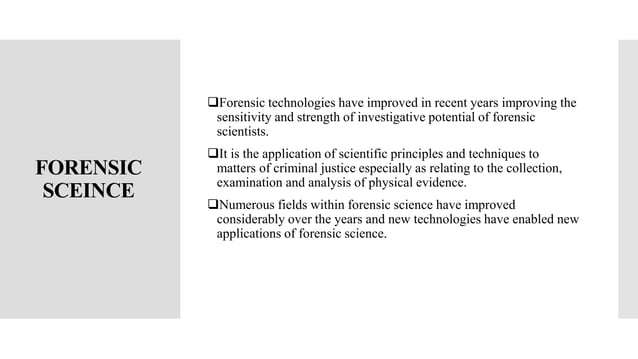 FORENSIC
SCEINCE
❑Forensic technologies have improved in recent years improving the
sensitivity and strength of investigative potential of forensic
scientists.
❑It is the application of scientific principles and techniques to
matters of criminal justice especially as relating to the collection,
examination and analysis of physical evidence.
❑Numerous fields within forensic science have improved
considerably over the years and new technologies have enabled new
applications of forensic science.